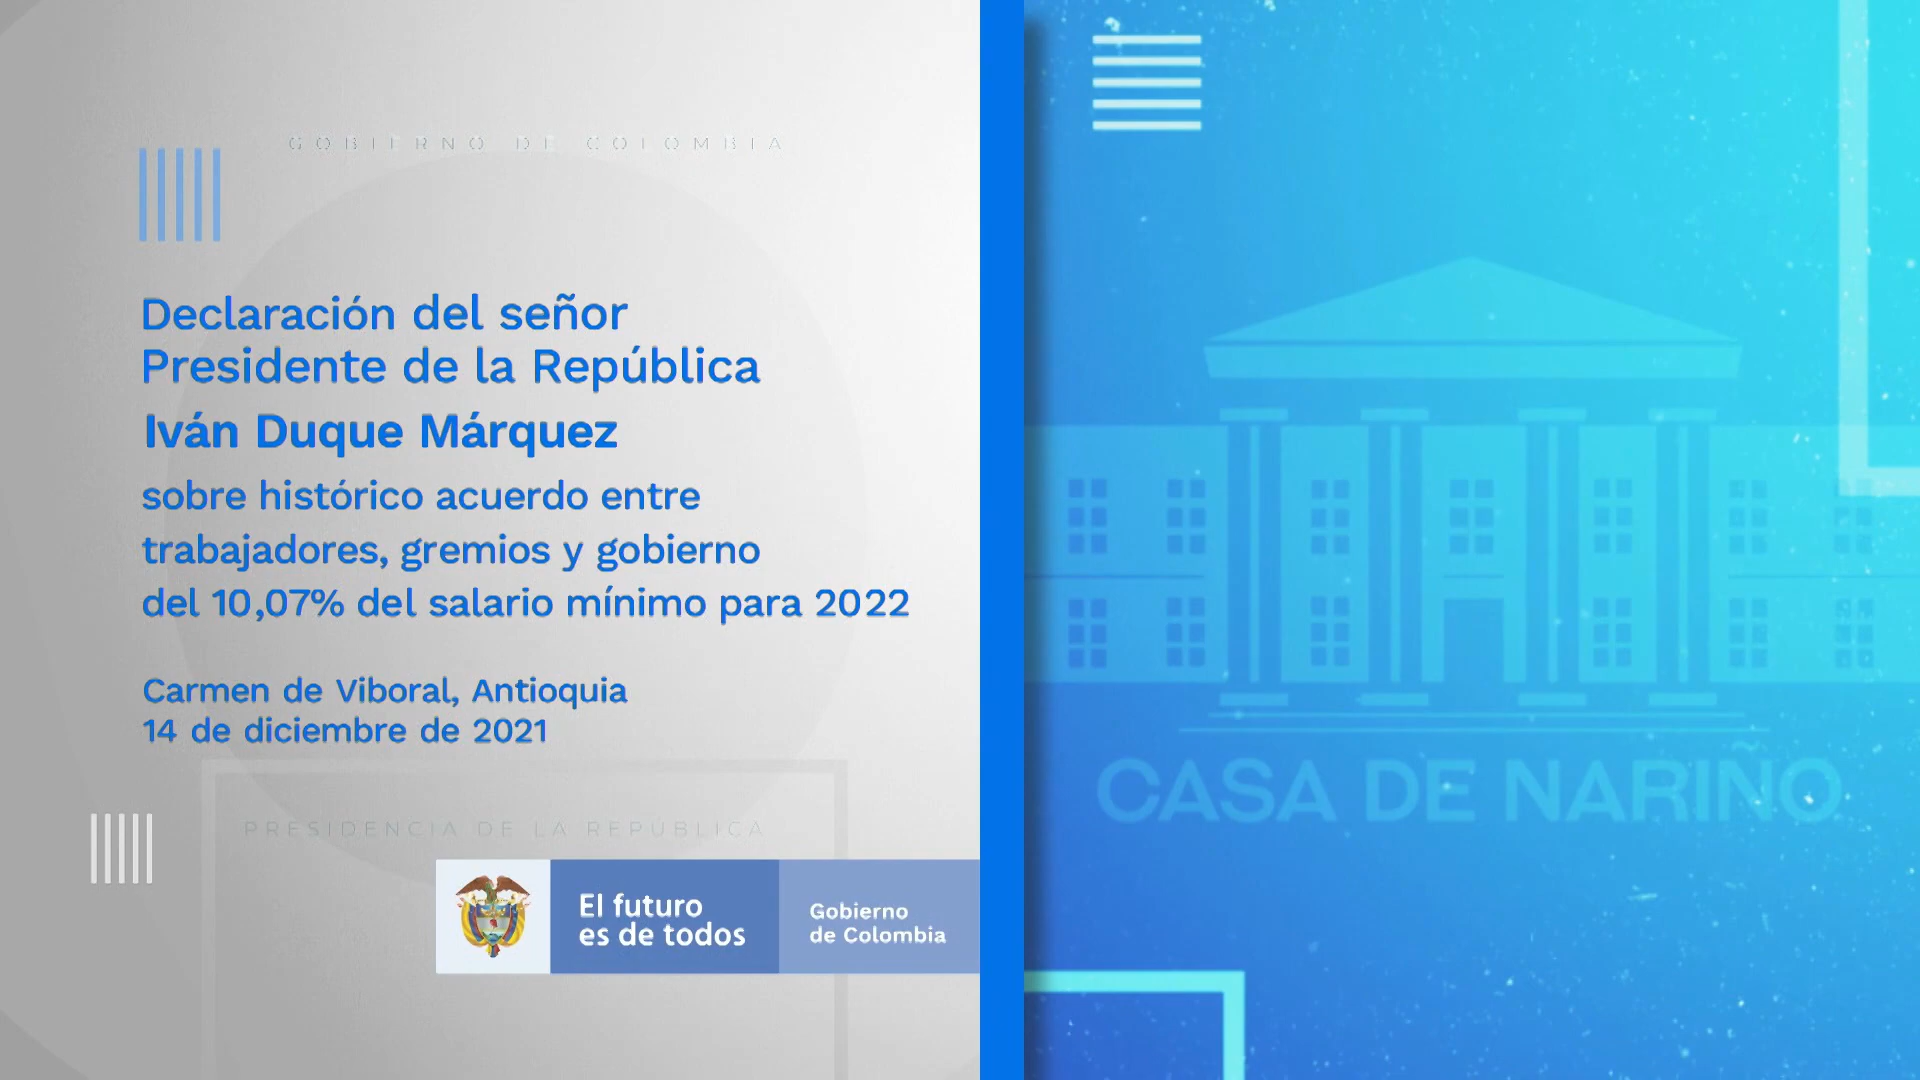 GOBIERNO DE COLOMBIA
Declaración del señor
Presidente de la República
Iván Duque Márquez
sobre histórico acuerdo entre
trabajadores, gremios y gobierno
del 10,07% del salario mínimo para 2022
Carmen de Viboral, Antioquia
14 de diciembre de 2021
PRESIDENCIA DE LA REPÚBLICA
El futuro
es de todos
Gobierno
de Colombia
CASA DE NARIÑO